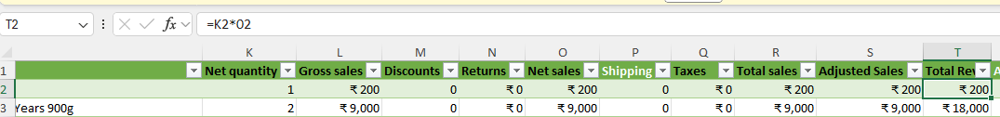 T2 fx =K2*O2
K L M N O P Q R S T
1 Net quantity Gross sales Discounts Returns Net sales Shipping Taxes Total sales Adjusted Sales Total Rev A
2 1 ₹ 200 0 ₹ 0 ₹ 200 0 ₹ 0 ₹ 200 ₹ 200 ₹ 200
3 Years 900g 2 ₹ 9,000 0 ₹ 0 ₹ 9,000 0 ₹ 0 ₹ 9,000 ₹ 9,000 ₹ 18,000